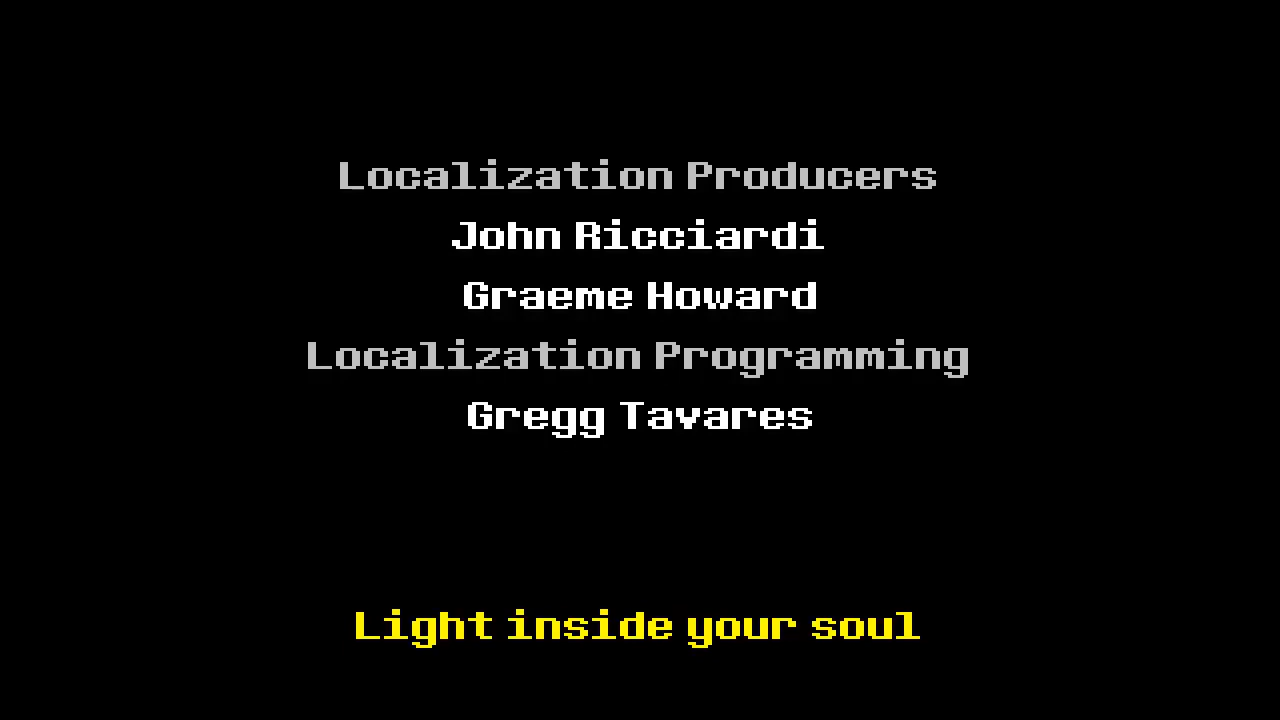 Localization Producers
John Ricciardi
Graeme Howard
Localization Programming
Gregg Tavares
Light inside your soul